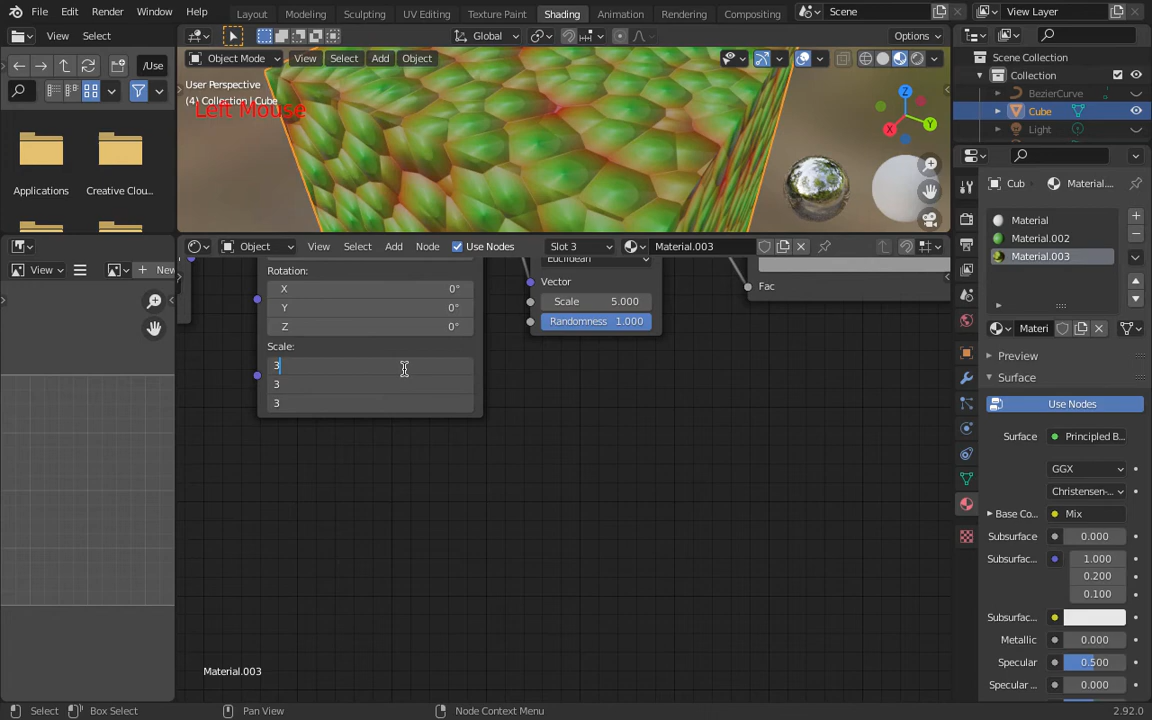 File Edit Render Window Help Layout Modeling Sculpting UV Editing Texture Paint Shading Animation Rendering Compositing Scene View Layer
View Select Global Options
/Use Object Mode View Select Add Object
User Perspective
(4) Collection | Cube
Left Mouse
Scene Collection
Collection
BezierCurve
Cube
Light
X
Y
Z
Applications Creative Clou...
Cub Material....
Material
Material.002
Material.003
Object View Select Add Node Use Nodes Slot 3 Material.003
View New
Euclidean
Rotation:
Vector
Fac
X 0°
Y 0°
Z 0°
Scale 5.000
Randomness 1.000
Scale:
3
3
3
Materi
Preview
Surface
Use Nodes
Surface Principled B...
GGX
Christensen-...
Base Co... Mix
Subsurface 0.000
Subsurfac... 1.000
0.200
0.100
Subsurfac...
Metallic 0.000
Specular 0.500
Specular ... 0.000
Material.003
Select Box Select Pan View Node Context Menu 2.92.0